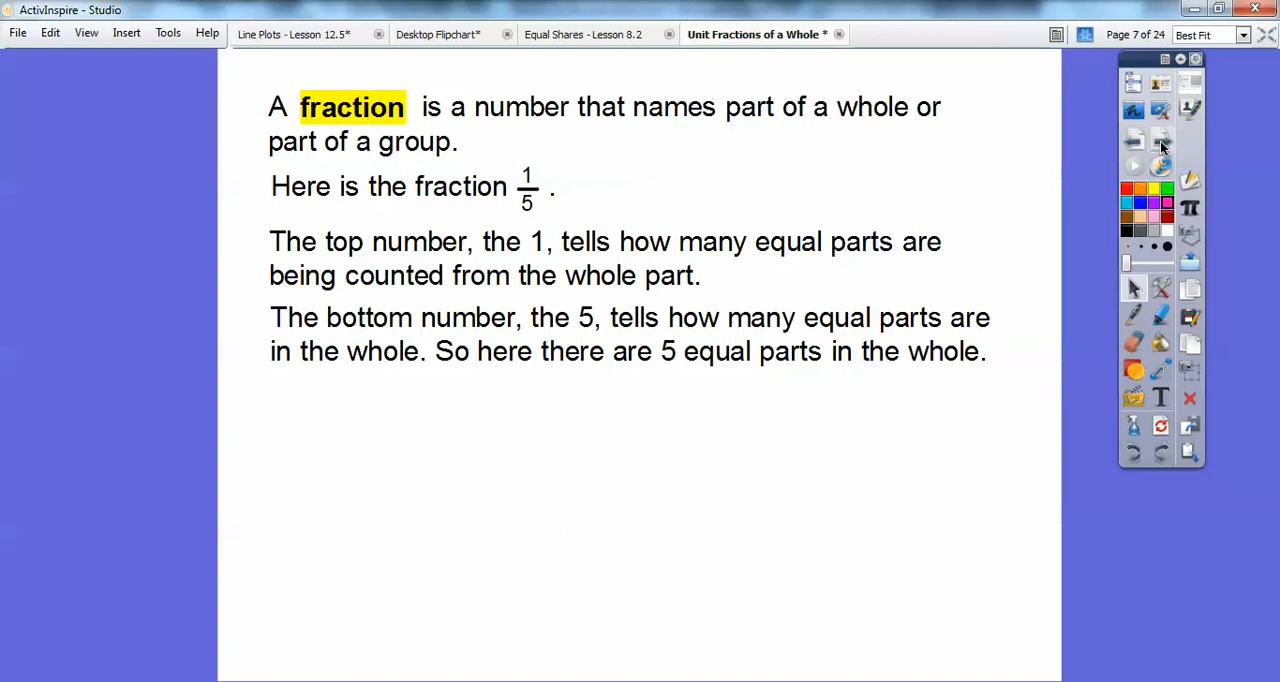 ActivInspire - Studio
File Edit View Insert Tools Help Line Plots - Lesson 12.5* Desktop Flipchart* Equal Shares - Lesson 8.2 Unit Fractions of a Whole * Page 7 of 24 Best Fit
A fraction is a number that names part of a whole or
part of a group.
Here is the fraction 1/5 .
The top number, the 1, tells how many equal parts are
being counted from the whole part.
The bottom number, the 5, tells how many equal parts are
in the whole. So here there are 5 equal parts in the whole.
π
T